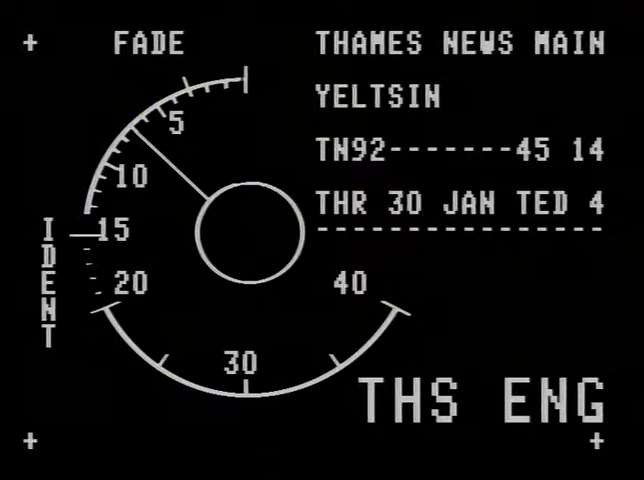 + FADE
THAMES NEWS MAIN
YELTSIN
TN92-------45 14
THR 30 JAN TED 4
----------------
5
10
15
20
30
40
IDENT
THS ENG
+ +